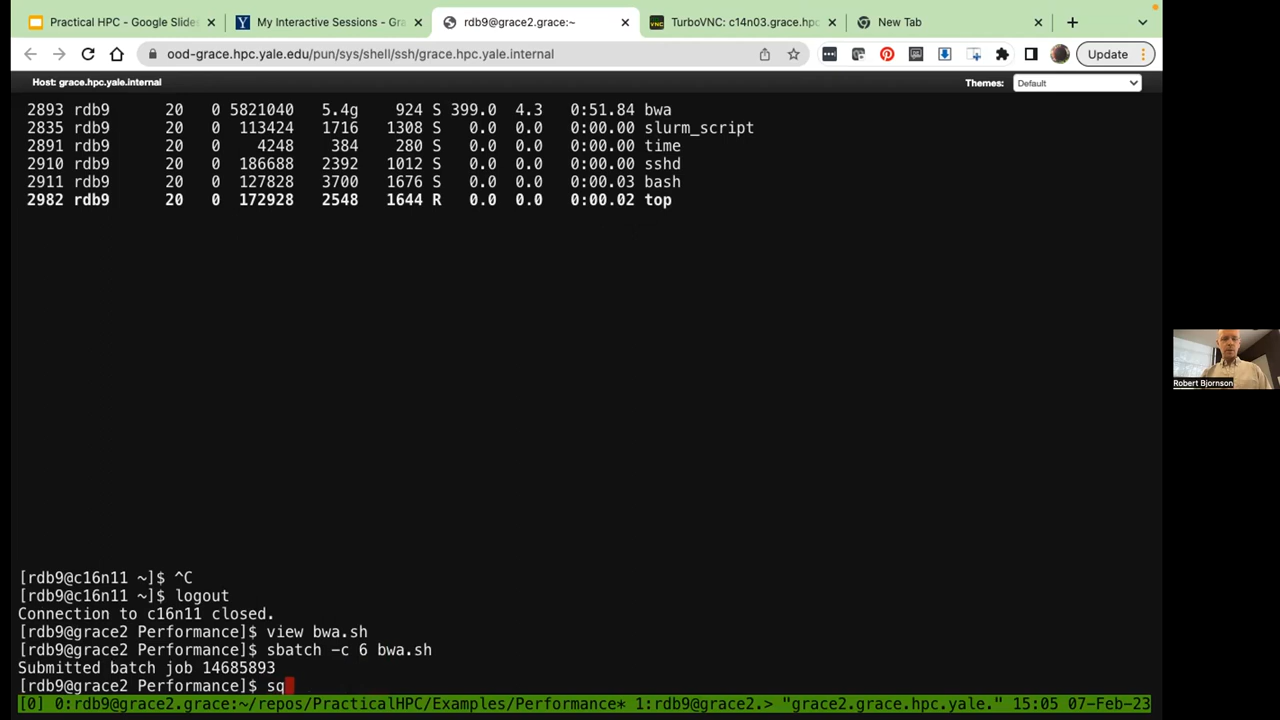 Practical HPC - Google Slides
My Interactive Sessions - Gra
rdb9@grace2.grace:~
TurboVNC: c14n03.grace.hpc
New Tab
ood-grace.hpc.yale.edu/pun/sys/shell/ssh/grace.hpc.yale.internal
Update
Host: grace.hpc.yale.internal
Themes: Default
2893 rdb9 20 0 5821040 5.4g 924 S 399.0 4.3 0:51.84 bwa
2835 rdb9 20 0 113424 1716 1308 S 0.0 0.0 0:00.00 slurm_script
2891 rdb9 20 0 4248 384 280 S 0.0 0.0 0:00.00 time
2910 rdb9 20 0 186688 2392 1012 S 0.0 0.0 0:00.00 sshd
2911 rdb9 20 0 127828 3700 1676 S 0.0 0.0 0:00.03 bash
2982 rdb9 20 0 172928 2548 1644 R 0.0 0.0 0:00.02 top
[rdb9@c16n11 ~]$ ^C
[rdb9@c16n11 ~]$ logout
Connection to c16n11 closed.
[rdb9@grace2 Performance]$ view bwa.sh
[rdb9@grace2 Performance]$ sbatch -c 6 bwa.sh
Submitted batch job 14685893
[rdb9@grace2 Performance]$ sq
[0] 0:rdb9@grace2.grace:~/repos/PracticalHPC/Examples/Performance* 1:rdb9@grace2.> "grace2.grace.hpc.yale." 15:05 07-Feb-23
Robert Bjornson